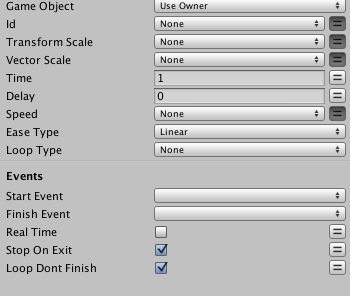 Game Object Use Owner
Id None
Transform Scale None
Vector Scale None
Time 1
Delay 0
Speed None
Ease Type Linear
Loop Type None
Events
Start Event
Finish Event
Real Time
Stop On Exit
Loop Dont Finish